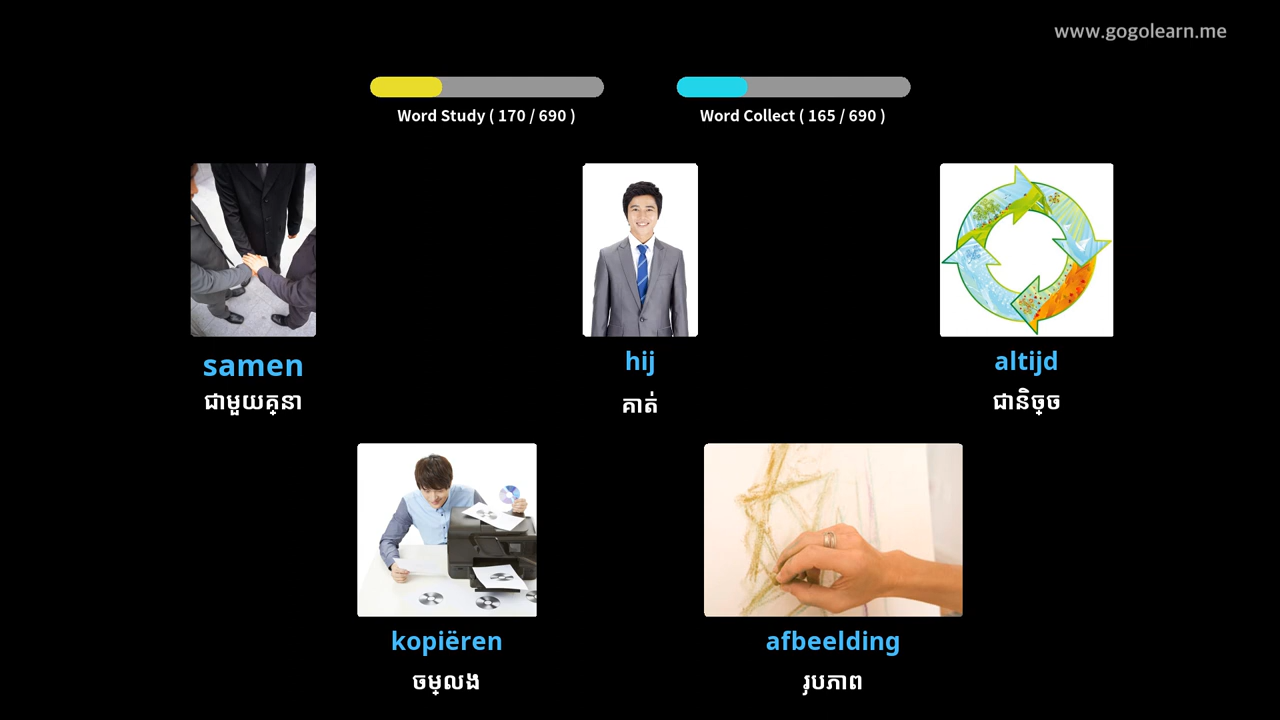 www.gogolearn.me
Word Study ( 170 / 690 )
Word Collect ( 165 / 690 )
samen
hij
altijd
ជាមួយគ្នា
គាត់
ជានិច្ច
kopiëren
afbeelding
ចម្លង
រូបភាព